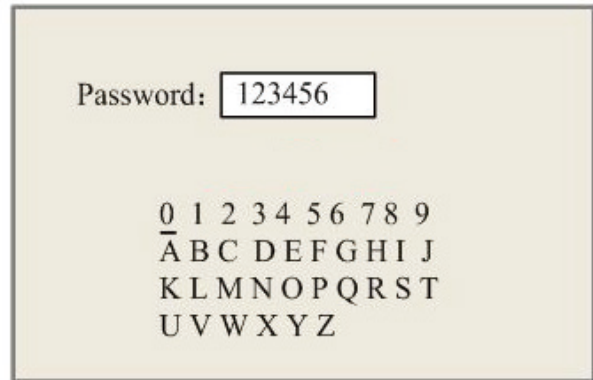 Password: 123456
0 1 2 3 4 5 6 7 8 9
A B C D E F G H I J
K L M N O P Q R S T
U V W X Y Z